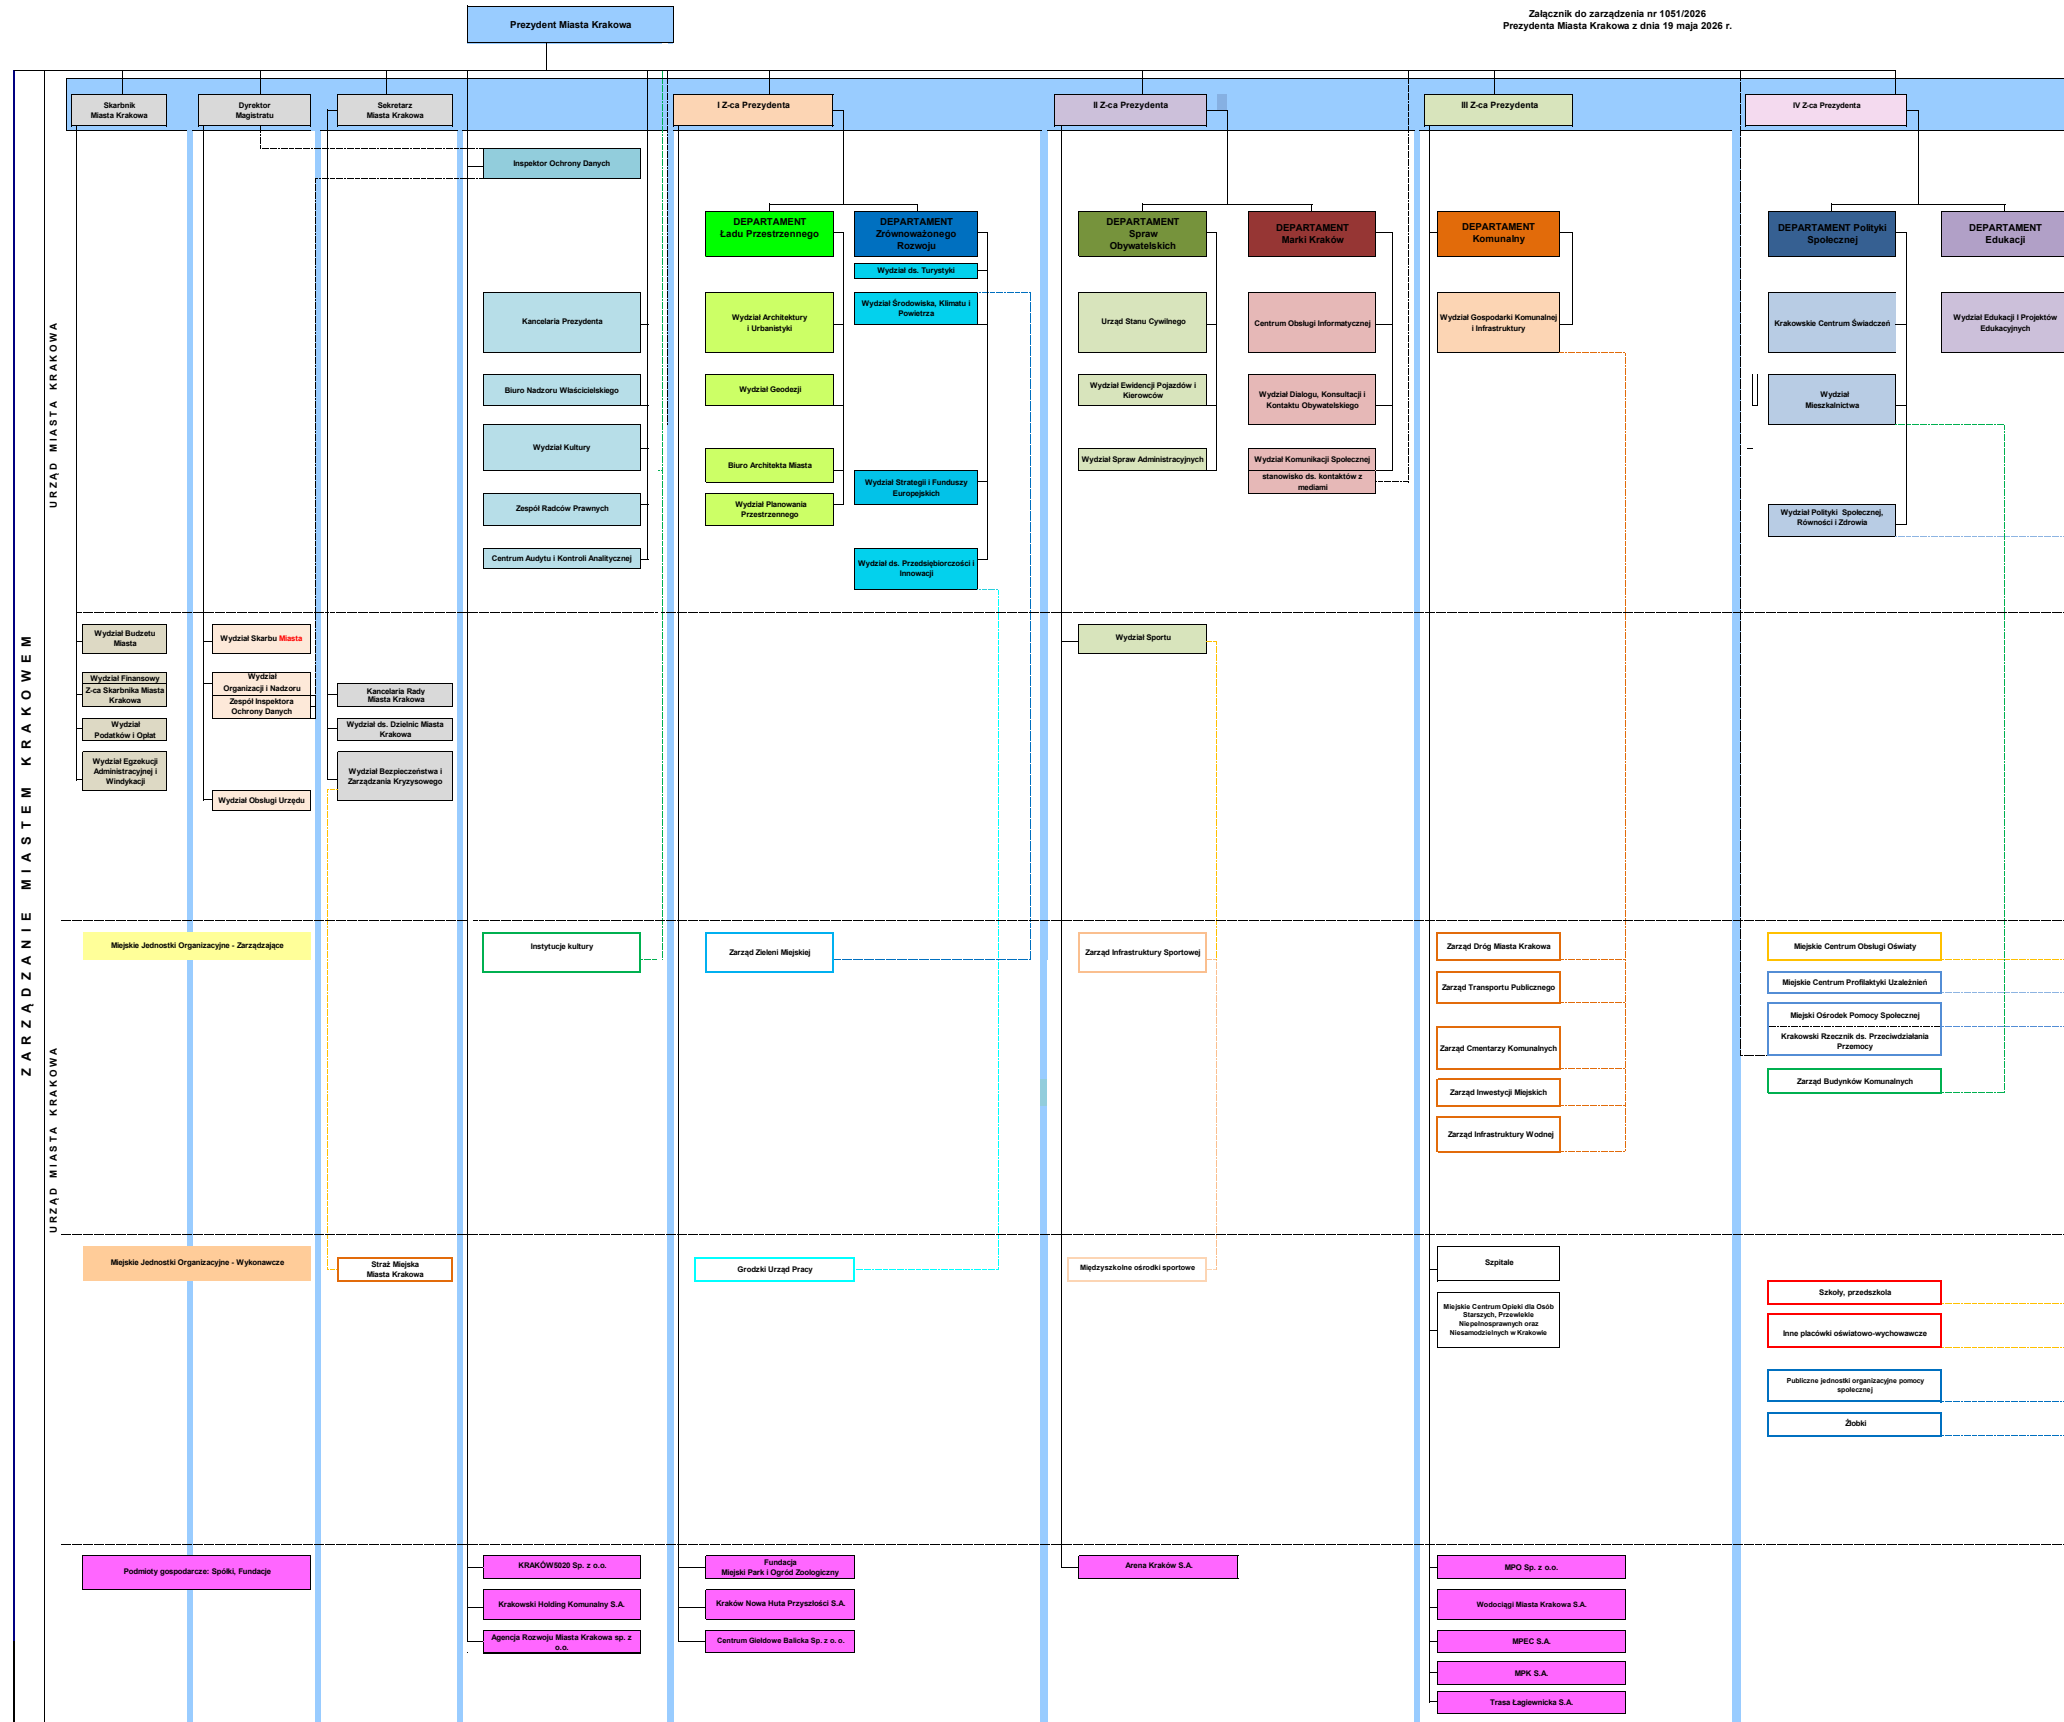 Prezydent Miasta Krakowa
Załącznik do zarządzenia nr 1051/2026
Prezydenta Miasta Krakowa z dnia 19 maja 2026 r.
ZARZĄDZANIE MIASTEM KRAKOWEM
URZĄD MIASTA KRAKOWA
URZĄD MIASTA KRAKOWA
Skarbnik
Miasta Krakowa
Dyrektor
Magistratu
Sekretarz
Miasta Krakowa
I Z-ca Prezydenta
II Z-ca Prezydenta
III Z-ca Prezydenta
IV Z-ca Prezydenta
Inspektor Ochrony Danych
DEPARTAMENT
Ładu Przestrzennego
DEPARTAMENT
Zrównoważonego
Rozwoju
DEPARTAMENT
Spraw
Obywatelskich
DEPARTAMENT
Marki Kraków
DEPARTAMENT
Komunalny
DEPARTAMENT Polityki
Społecznej
DEPARTAMENT
Edukacji
Wydział ds. Turystyki
Kancelaria Prezydenta
Wydział Architektury
i Urbanistyki
Wydział Środowiska, Klimatu i
Powietrza
Urząd Stanu Cywilnego
Centrum Obsługi Informatycznej
Wydział Gospodarki Komunalnej
i Infrastruktury
Krakowskie Centrum Świadczeń
Wydział Edukacji I Projektów
Edukacyjnych
Biuro Nadzoru Właścicielskiego
Wydział Geodezji
Wydział Ewidencji Pojazdów i
Kierowców
Wydział Dialogu, Konsultacji i
Kontaktu Obywatelskiego
Wydział
Mieszkalnictwa
Wydział Kultury
Biuro Architekta Miasta
Wydział Strategii i Funduszy
Europejskich
Wydział Spraw Administracyjnych
Wydział Komunikacji Społecznej
stanowisko ds. kontaktów z
mediami
Zespół Radców Prawnych
Wydział Planowania
Przestrzennego
Wydział Polityki Społecznej,
Równości i Zdrowia
Centrum Audytu i Kontroli Analitycznej
Wydział ds. Przedsiębiorczości i
Innowacji
Wydział Budżetu
Miasta
Wydział Skarbu Miasta
Wydział Sportu
Wydział Finansowy
Z-ca Skarbnika Miasta
Krakowa
Wydział
Organizacji i Nadzoru
Zespół Inspektora
Ochrony Danych
Kancelaria Rady
Miasta Krakowa
Wydział
Podatków i Opłat
Wydział ds. Dzielnic Miasta
Krakowa
Wydział Egzekucji
Administracyjnej i
Windykacji
Wydział Bezpieczeństwa i
Zarządzania Kryzysowego
Wydział Obsługi Urzędu
Miejskie Jednostki Organizacyjne - Zarządzające
Instytucje kultury
Zarząd Zieleni Miejskiej
Zarząd Infrastruktury Sportowej
Zarząd Dróg Miasta Krakowa
Zarząd Transportu Publicznego
Zarząd Cmentarzy Komunalnych
Zarząd Inwestycji Miejskich
Zarząd Infrastruktury Wodnej
Miejskie Centrum Obsługi Oświaty
Miejskie Centrum Profilaktyki Uzależnień
Miejski Ośrodek Pomocy Społecznej
Krakowski Rzecznik ds. Przeciwdziałania
Przemocy
Zarząd Budynków Komunalnych
Miejskie Jednostki Organizacyjne - Wykonawcze
Straż Miejska
Miasta Krakowa
Grodzki Urząd Pracy
Międzyszkolne ośrodki sportowe
Szpitale
Miejskie Centrum Opieki dla Osób
Starszych, Przewlekle
Niepełnosprawnych oraz
Niesamodzielnych w Krakowie
Szkoły, przedszkola
Inne placówki oświatowo-wychowawcze
Publiczne jednostki organizacyjne pomocy
społecznej
Żłobki
Podmioty gospodarcze: Spółki, Fundacje
KRAKÓW5020 Sp. z o.o.
Krakowski Holding Komunalny S.A.
Agencja Rozwoju Miasta Krakowa sp. z
o.o.
Fundacja
Miejski Park i Ogród Zoologiczny
Kraków Nowa Huta Przyszłości S.A.
Centrum Giełdowe Balicka Sp. z o. o.
Arena Kraków S.A.
MPO Sp. z o.o.
Wodociągi Miasta Krakowa S.A.
MPEC S.A.
MPK S.A.
Trasa Łagiewnicka S.A.